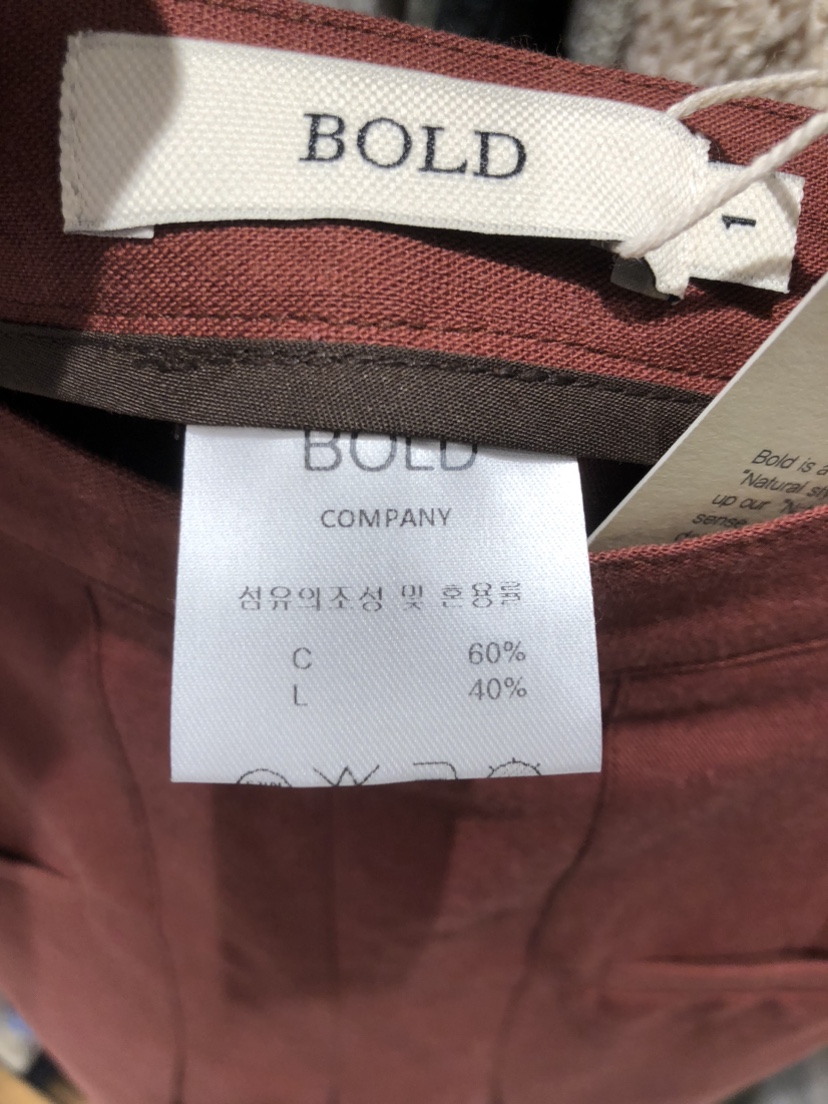 BOLD
1
BOLD
COMPANY
섬유의조성 및 혼용률
C 60%
L 40%
Bold is a
"Natural
up our
sense